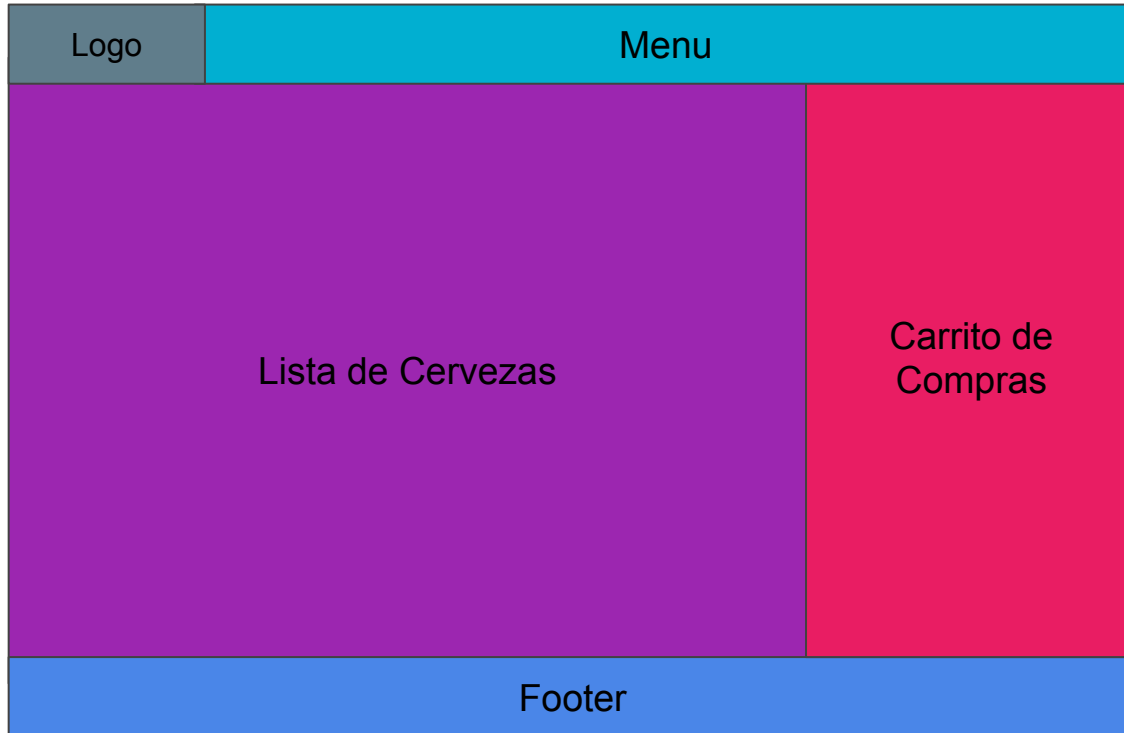 Logo
Menu
Lista de Cervezas
Carrito de
Compras
Footer